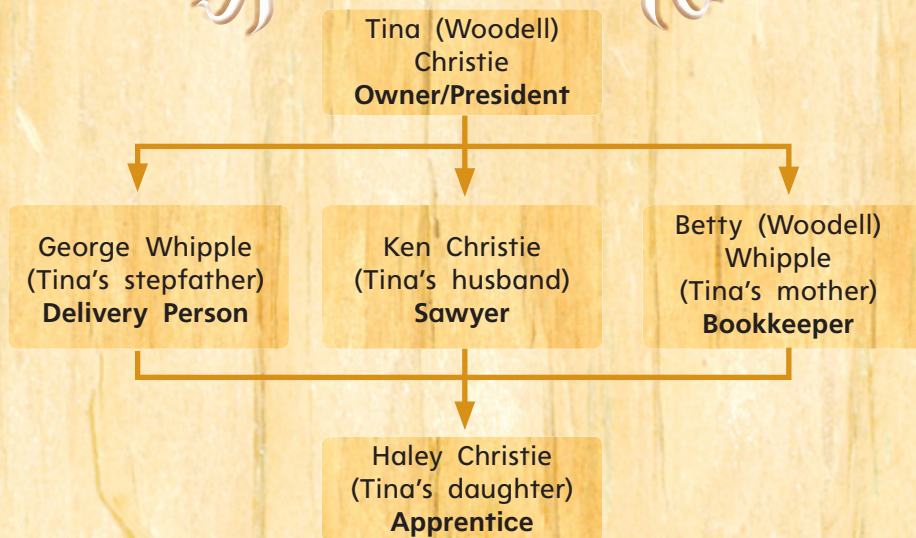 Tina (Woodell)
Christie
Owner/President
George Whipple
(Tina's stepfather)
Delivery Person
Ken Christie
(Tina's husband)
Sawyer
Betty (Woodell)
Whipple
(Tina's mother)
Bookkeeper
Haley Christie
(Tina's daughter)
Apprentice